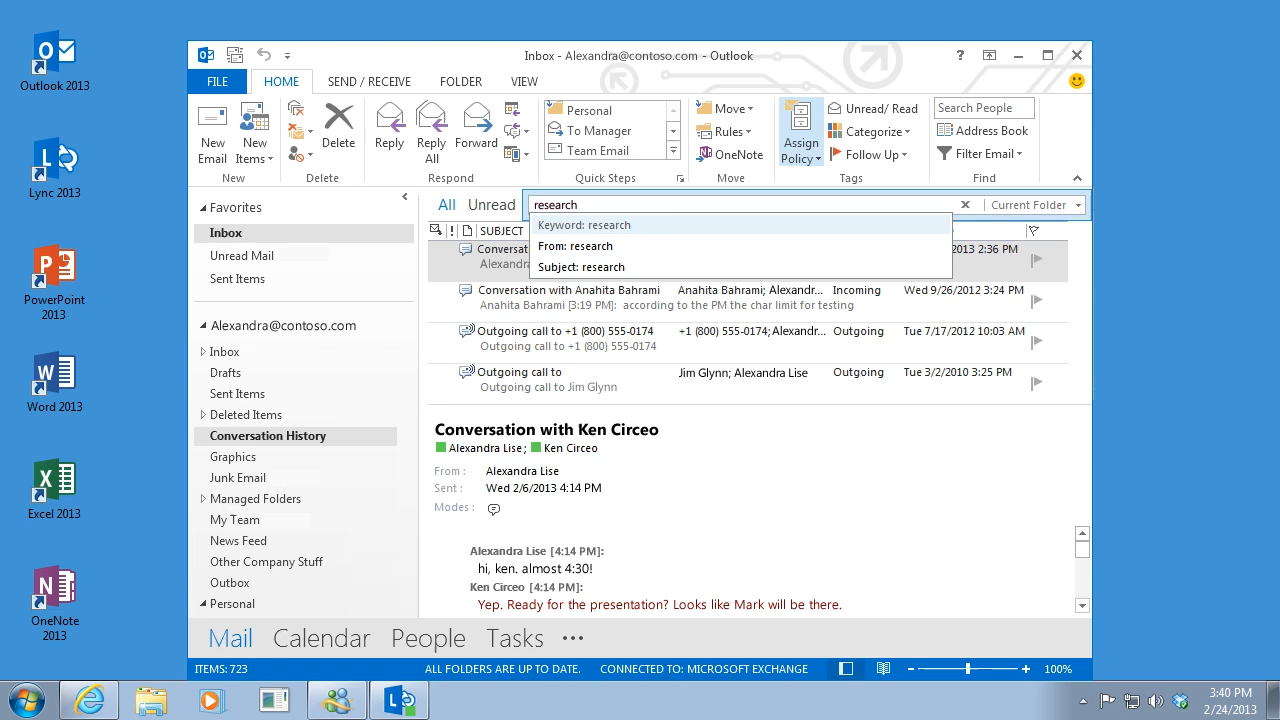 Outlook 2013
Lync 2013
PowerPoint
2013
Word 2013
Excel 2013
OneNote
2013
Inbox - Alexandra@contoso.com - Outlook
?
FILE
HOME
SEND / RECEIVE
FOLDER
VIEW
New
Email
New
Items
New
Delete
Delete
Reply
Reply
All
Forward
Respond
Personal
To Manager
Team Email
Quick Steps
Move
Rules
OneNote
Move
Assign
Policy
Unread/ Read
Categorize
Follow Up
Tags
Search People
Address Book
Filter Email
Find
Favorites
Inbox
Unread Mail
Sent Items
Alexandra@contoso.com
Inbox
Drafts
Sent Items
Deleted Items
Conversation History
Graphics
Junk Email
Managed Folders
My Team
News Feed
Other Company Stuff
Outbox
Personal
All
Unread
research
Current Folder
Keyword: research
From: research
Subject: research
SUBJECT
Conversat
2013 2:36 PM
Alexandra
Conversation with Anahita Bahrami
Anahita Bahrami; Alexandr...
Incoming
Wed 9/26/2012 3:24 PM
Anahita Bahrami [3:19 PM]: according to the PM the char limit for testing
Outgoing call to +1 (800) 555-0174
+1 (800) 555-0174; Alexandr...
Outgoing
Tue 7/17/2012 10:03 AM
Outgoing call to +1 (800) 555-0174
Outgoing call to
Jim Glynn; Alexandra Lise
Outgoing
Tue 3/2/2010 3:25 PM
Outgoing call to Jim Glynn
Conversation with Ken Circeo
Alexandra Lise; Ken Circeo
From : Alexandra Lise
Sent : Wed 2/6/2013 4:14 PM
Modes :
Alexandra Lise [4:14 PM]:
hi, ken. almost 4:30!
Ken Circeo [4:14 PM]:
Yep. Ready for the presentation? Looks like Mark will be there.
Mail
Calendar
People
Tasks
ITEMS: 723
ALL FOLDERS ARE UP TO DATE.
CONNECTED TO: MICROSOFT EXCHANGE
100%
3:40 PM
2/24/2013